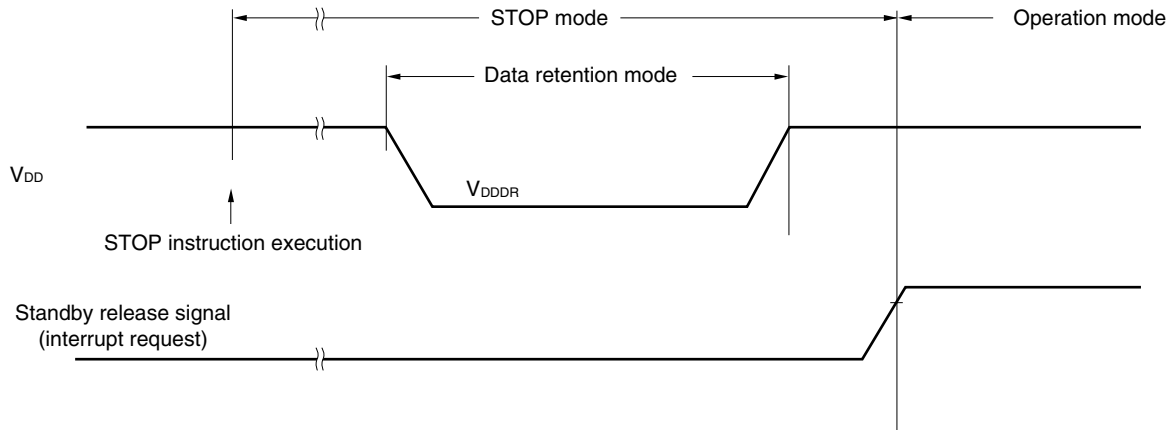 STOP mode
Operation mode
Data retention mode
VDD
VDDDR
STOP instruction execution
Standby release signal
(interrupt request)